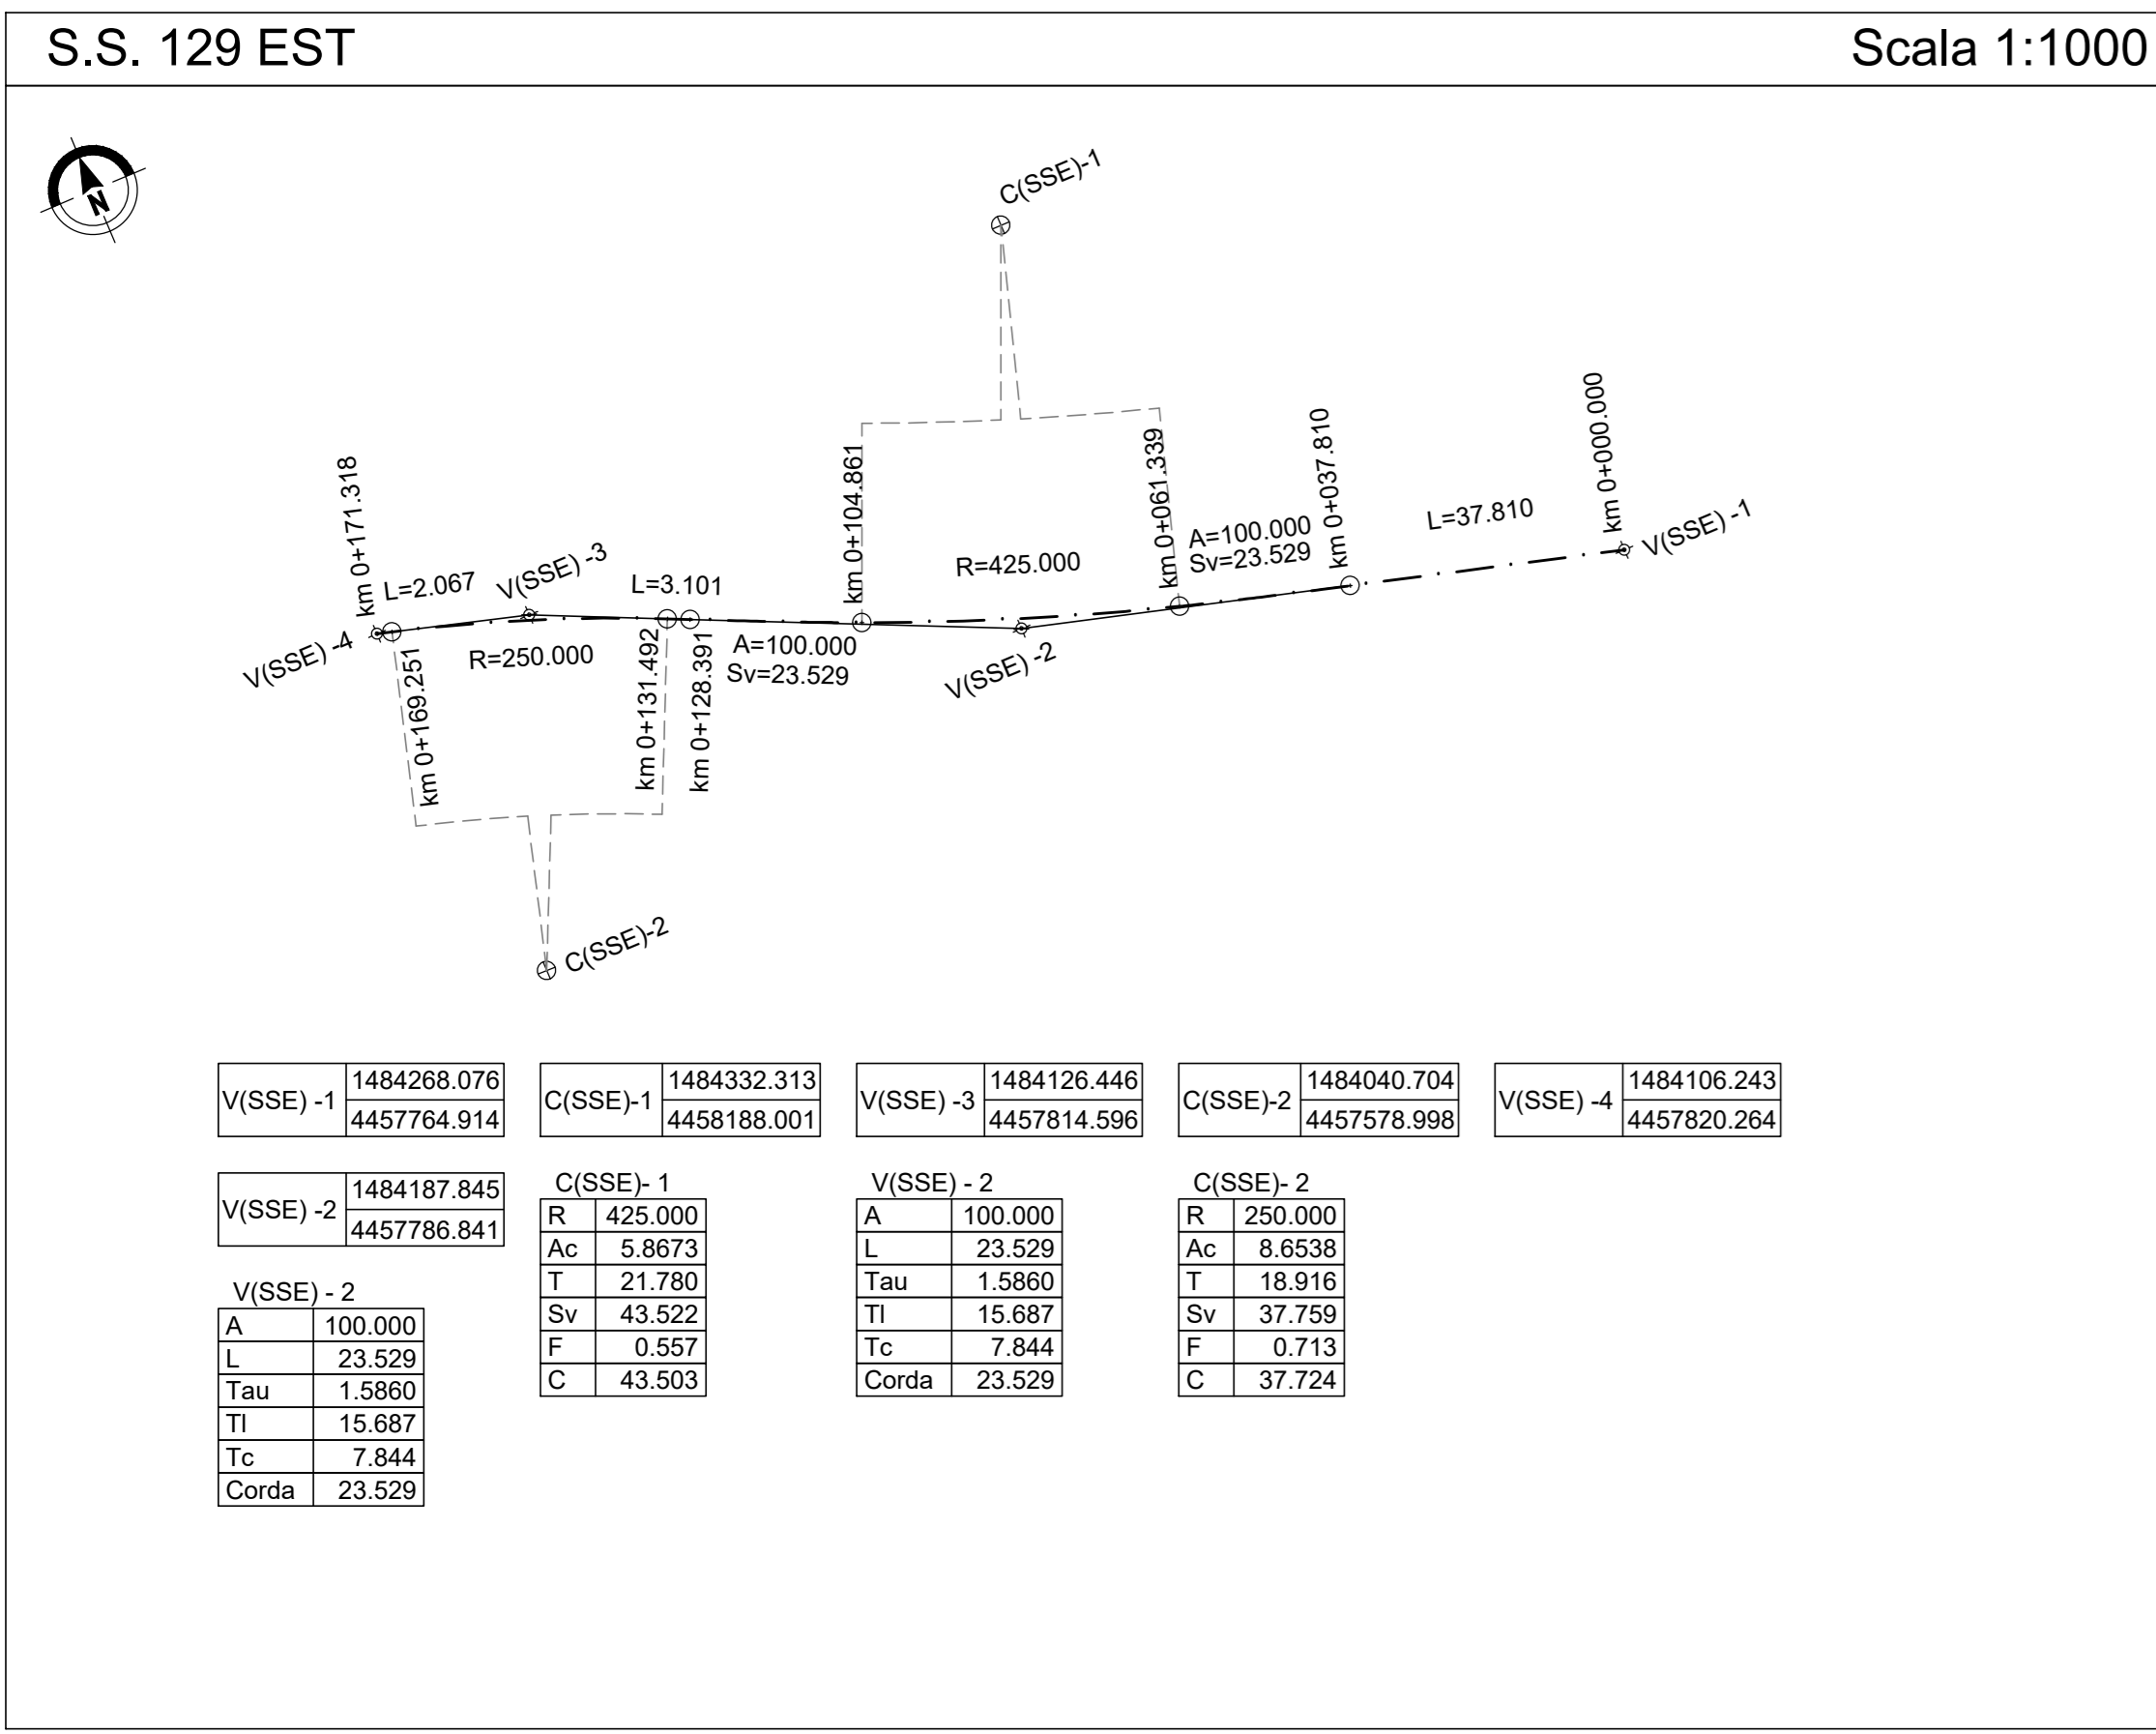 S.S. 129 EST
Scala 1:1000
N
C(SSE)-1
km 0+171.318
L=2.067
V(SSE) -3
L=3.101
km 0+104.861
R=425.000
km 0+061.339
A=100.000
Sv=23.529
km 0+037.810
L=37.810
km 0+000.000
V(SSE) -1
V(SSE) -4
km 0+169.251
R=250.000
km 0+131.492
km 0+128.391
A=100.000
Sv=23.529
V(SSE) -2
C(SSE)-2
V(SSE) -1
1484268.076
4457764.914
C(SSE)-1
1484332.313
4458188.001
V(SSE) -3
1484126.446
4457814.596
C(SSE)-2
1484040.704
4457578.998
V(SSE) -4
1484106.243
4457820.264
V(SSE) -2
1484187.845
4457786.841
V(SSE) - 2
A 100.000
L 23.529
Tau 1.5860
Tl 15.687
Tc 7.844
Corda 23.529
C(SSE)- 1
R 425.000
Ac 5.8673
T 21.780
Sv 43.522
F 0.557
C 43.503
V(SSE) - 2
A 100.000
L 23.529
Tau 1.5860
Tl 15.687
Tc 7.844
Corda 23.529
C(SSE)- 2
R 250.000
Ac 8.6538
T 18.916
Sv 37.759
F 0.713
C 37.724